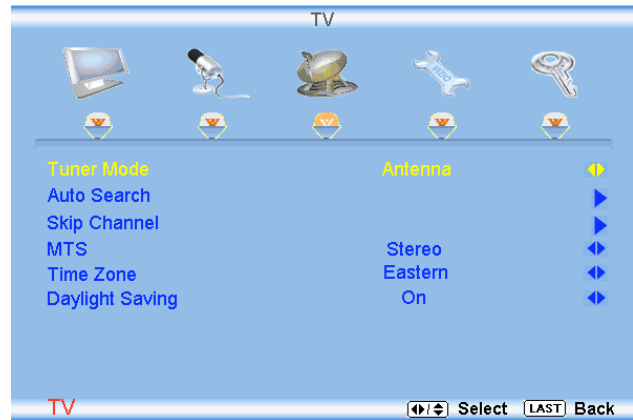 TV
Tuner Mode Antenna
Auto Search
Skip Channel
MTS Stereo
Time Zone Eastern
Daylight Saving On
TV Select LAST Back